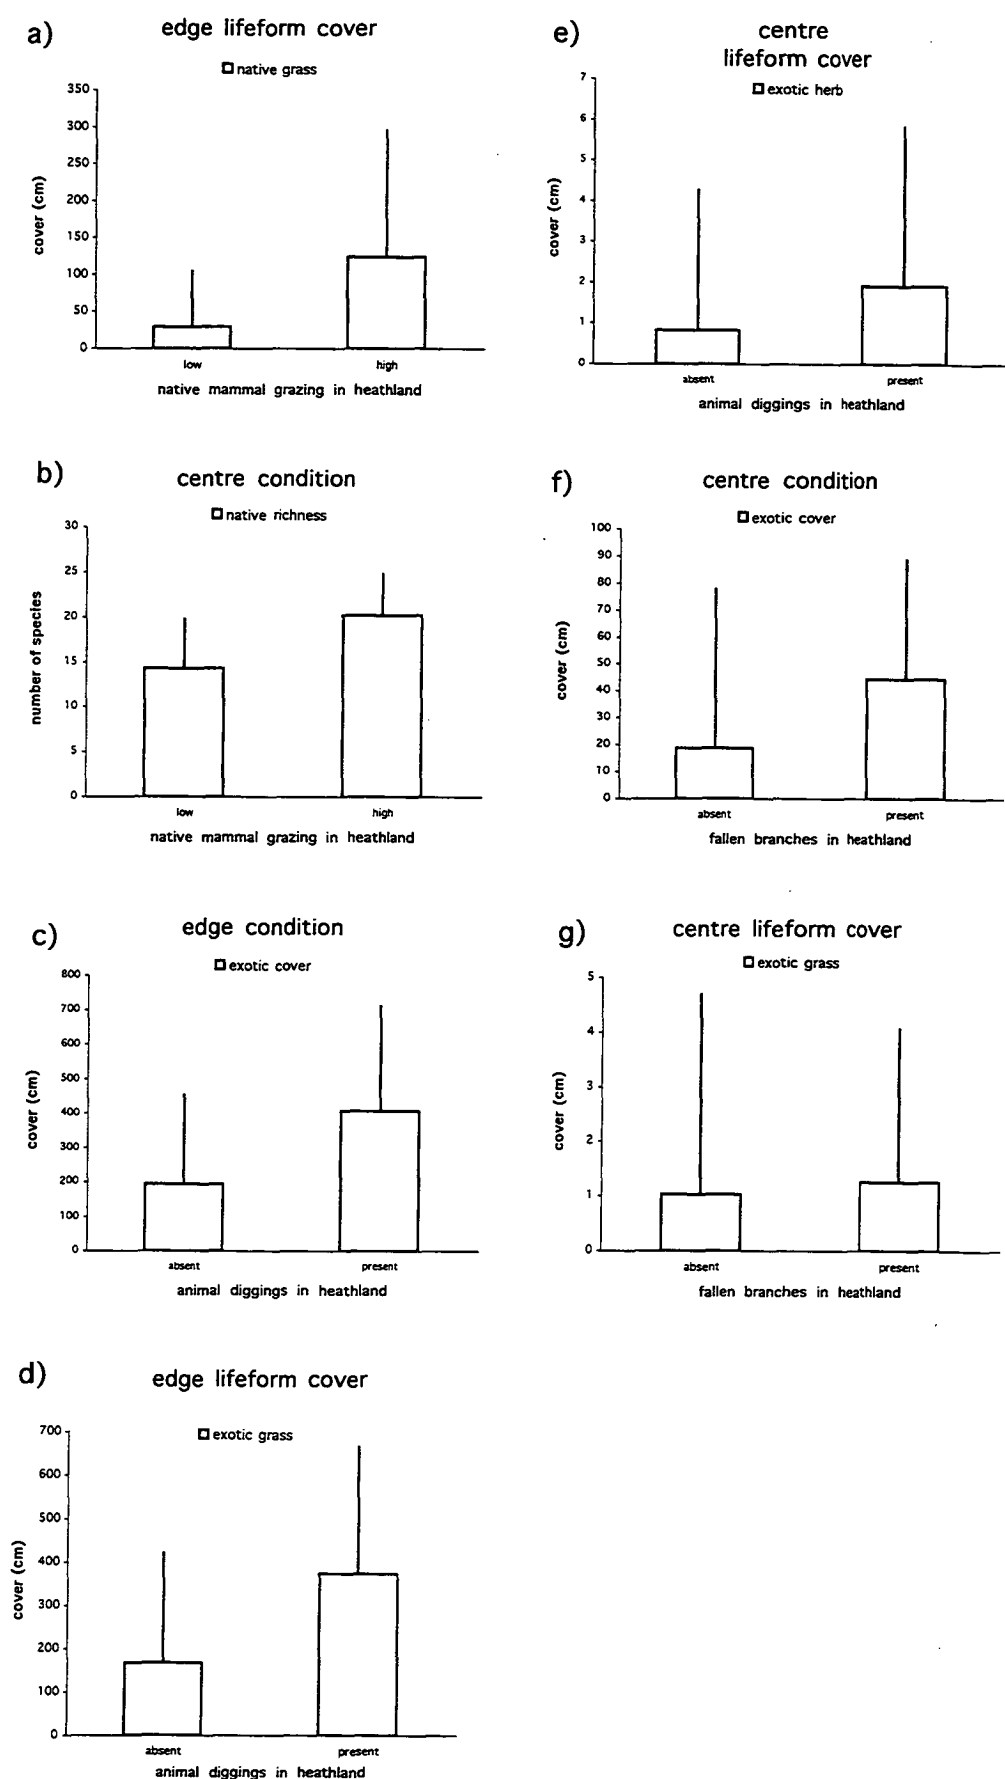 a)
edge lifeform cover
native grass
350
300
250
200
150
100
50
0
cover (cm)
low
high
native mammal grazing in heathland
b)
centre condition
native richness
30
25
20
15
10
5
0
number of species
low
high
native mammal grazing in heathland
c)
edge condition
exotic cover
800
700
600
500
400
300
200
100
0
cover (cm)
absent
present
animal diggings in heathland
d)
edge lifeform cover
exotic grass
700
600
500
400
300
200
100
0
cover (cm)
absent
present
animal diggings in heathland
e)
centre
lifeform cover
exotic herb
7
6
5
4
3
2
1
0
cover (cm)
absent
present
animal diggings in heathland
f)
centre condition
exotic cover
100
90
80
70
60
50
40
30
20
10
0
cover (cm)
absent
present
fallen branches in heathland
g)
centre lifeform cover
exotic grass
5
4
3
2
1
0
cover (cm)
absent
present
fallen branches in heathland